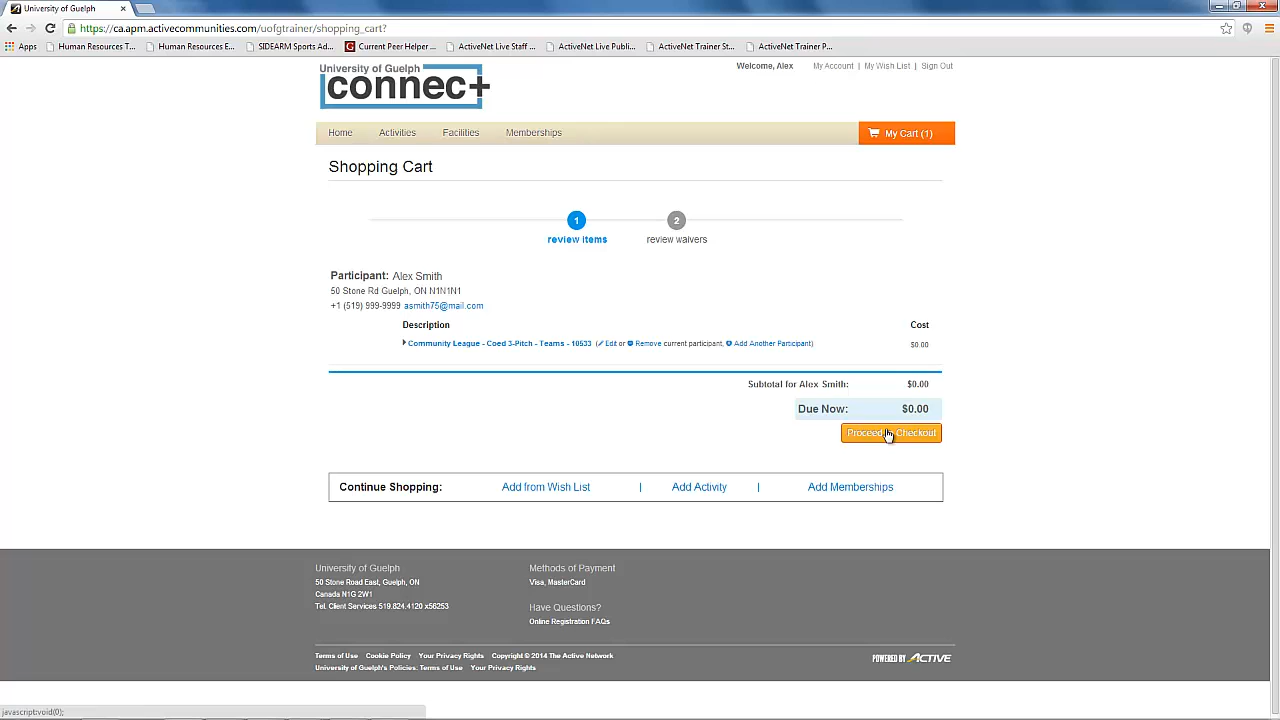 University of Guelph
https://ca.apm.activecommunities.com/uofgtrainer/shopping_cart?
Apps Human Resources T... Human Resources E... SIDEARM Sports Ad... Current Peer Helper ... ActiveNet Live Staff ... ActiveNet Live Publi... ActiveNet Trainer St... ActiveNet Trainer P...
University of Guelph
connec+
Welcome, Alex My Account | My Wish List | Sign Out
Home Activities Facilities Memberships My Cart (1)
Shopping Cart
1 2
review items review waivers
Participant: Alex Smith
50 Stone Rd Guelph, ON N1N1N1
+1 (519) 999-9999 asmith75@mail.com
Description Cost
Community League - Coed 3-Pitch - Teams - 10533 (Edit or Remove current participant, Add Another Participant) $0.00
Subtotal for Alex Smith: $0.00
Due Now: $0.00
Proceed Checkout
Continue Shopping: Add from Wish List | Add Activity | Add Memberships
University of Guelph Methods of Payment
50 Stone Road East, Guelph, ON Visa, MasterCard
Canada N1G 2W1
Tel. Client Services 519.824.4120 x56253 Have Questions?
Online Registration FAQs
Terms of Use Cookie Policy Your Privacy Rights Copyright © 2014 The Active Network
University of Guelph's Policies: Terms of Use Your Privacy Rights
POWERED BY ACTIVE
javascript:void(0);